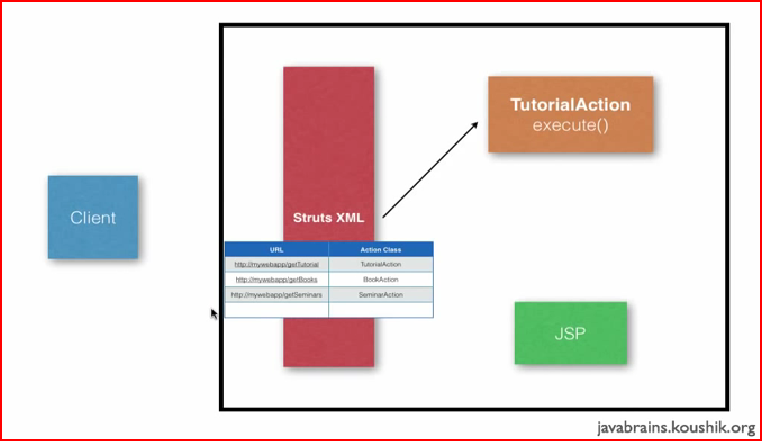 TutorialAction
execute()
Client
Struts XML
URL Action Class
http://mywebapp/getTutorial TutorialAction
http://mywebapp/getBooks BookAction
http://mywebapp/getSeminars SeminarAction
JSP
javabrains.koushik.org